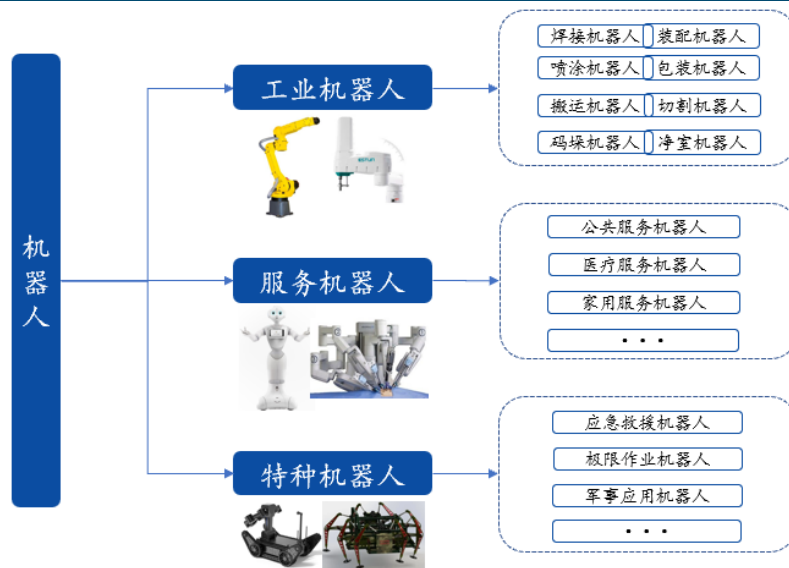 机器人
工业机器人
焊接机器人 装配机器人
喷涂机器人 包装机器人
搬运机器人 切割机器人
码垛机器人 净室机器人
服务机器人
公共服务机器人
医疗服务机器人
家用服务机器人
...
特种机器人
应急救援机器人
极限作业机器人
军事应用机器人
...